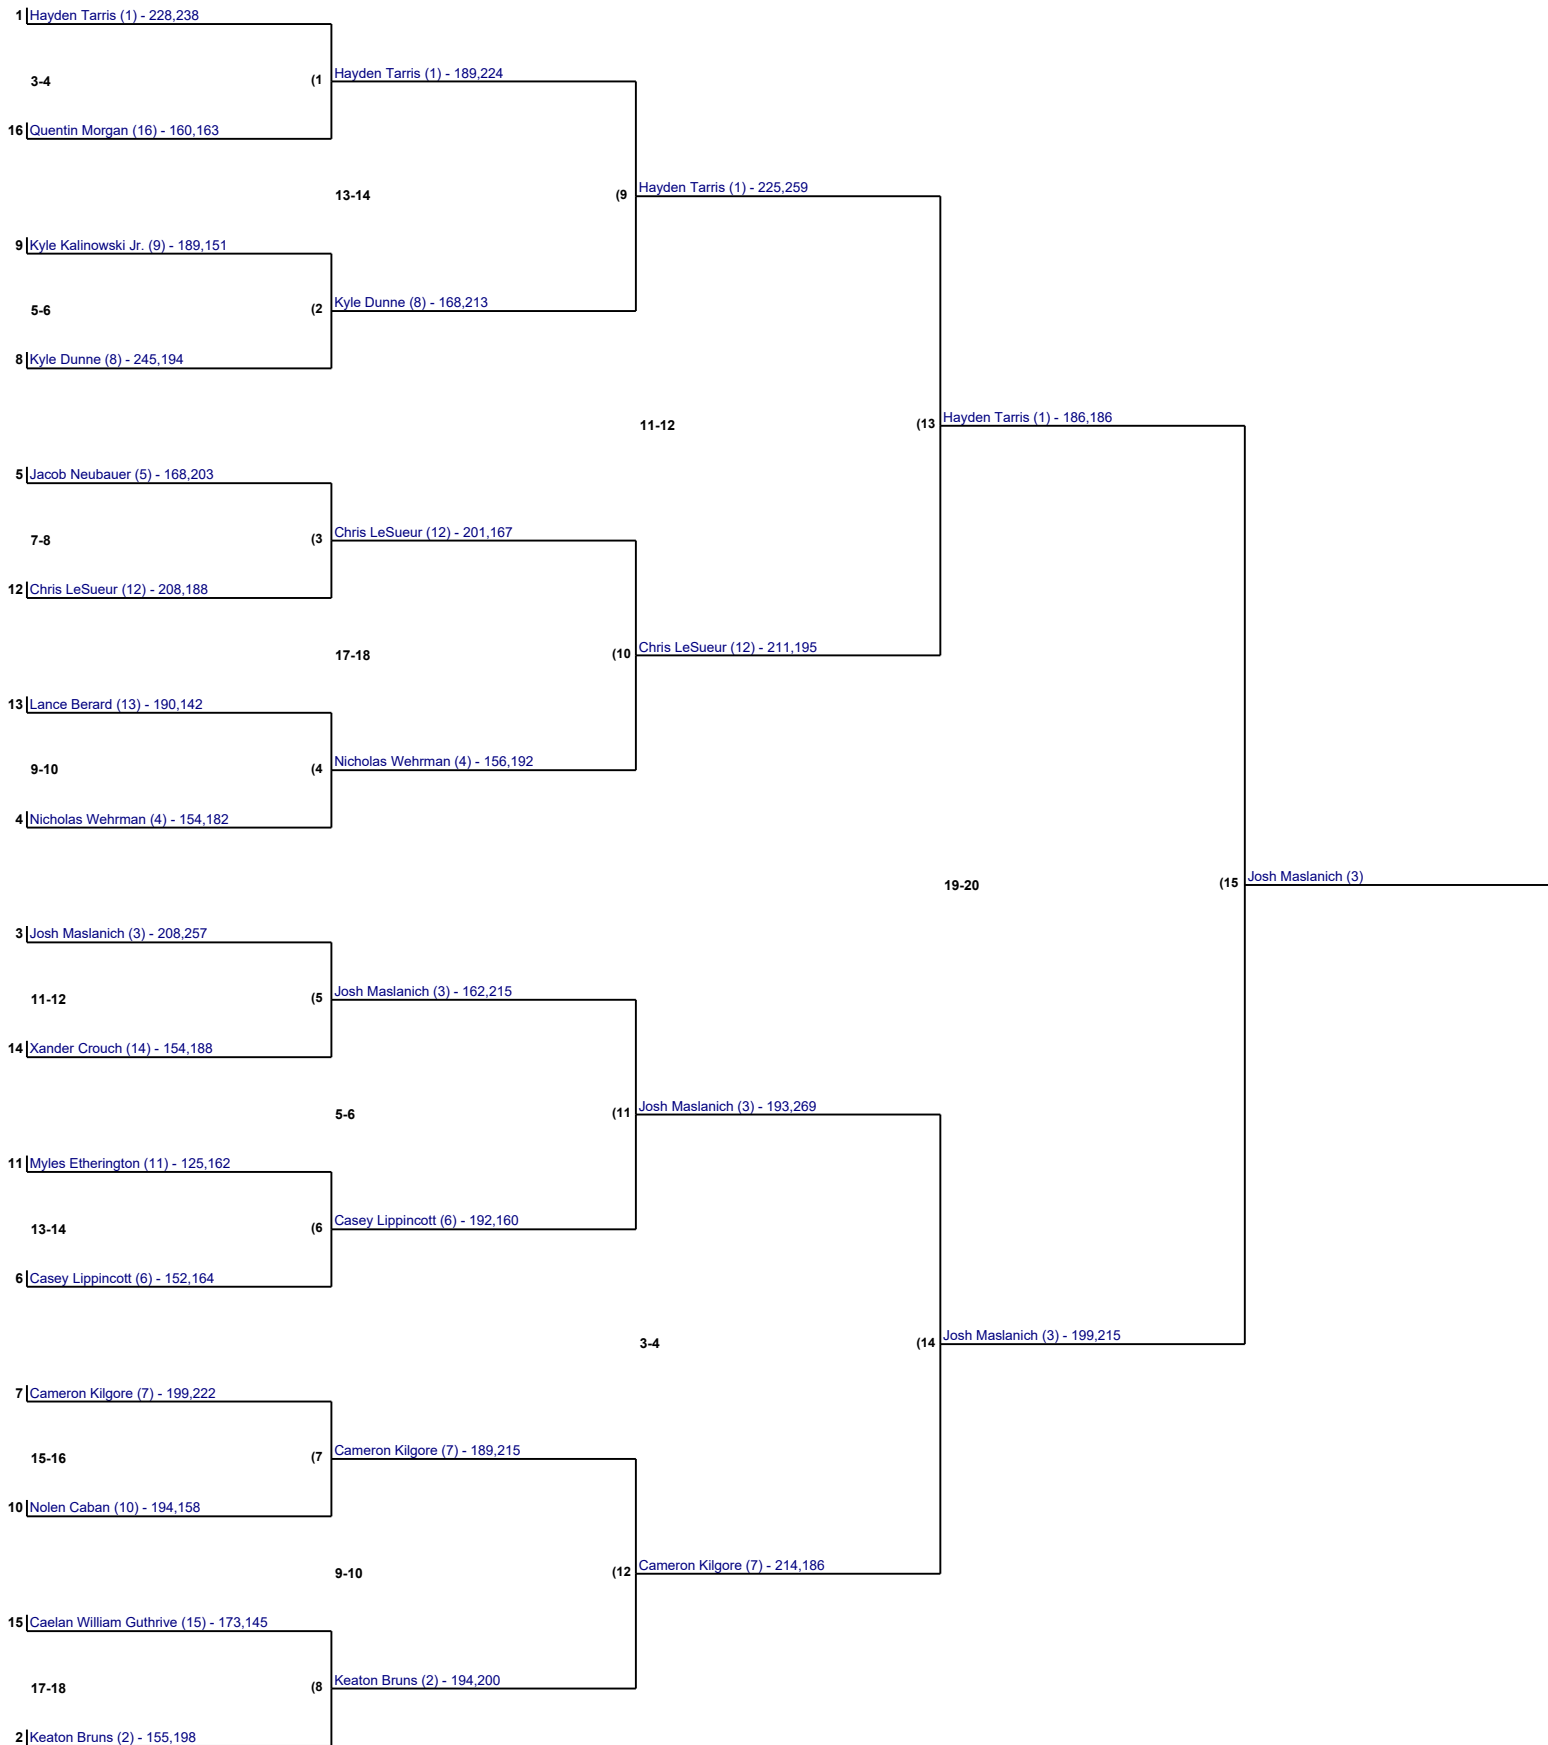 1 Hayden Tarris (1) - 228,238
3-4 (1 Hayden Tarris (1) - 189,224
16 Quentin Morgan (16) - 160,163
13-14 (9 Hayden Tarris (1) - 225,259
9 Kyle Kalinowski Jr. (9) - 189,151
5-6 (2 Kyle Dunne (8) - 168,213
8 Kyle Dunne (8) - 245,194
11-12 (13 Hayden Tarris (1) - 186,186
5 Jacob Neubauer (5) - 168,203
7-8 (3 Chris LeSueur (12) - 201,167
12 Chris LeSueur (12) - 208,188
17-18 (10 Chris LeSueur (12) - 211,195
13 Lance Berard (13) - 190,142
9-10 (4 Nicholas Wehrman (4) - 156,192
4 Nicholas Wehrman (4) - 154,182
19-20 (15 Josh Maslanich (3)
3 Josh Maslanich (3) - 208,257
11-12 (5 Josh Maslanich (3) - 162,215
14 Xander Crouch (14) - 154,188
5-6 (11 Josh Maslanich (3) - 193,269
11 Myles Etherington (11) - 125,162
13-14 (6 Casey Lippincott (6) - 192,160
6 Casey Lippincott (6) - 152,164
3-4 (14 Josh Maslanich (3) - 199,215
7 Cameron Kilgore (7) - 199,222
15-16 (7 Cameron Kilgore (7) - 189,215
10 Nolen Caban (10) - 194,158
9-10 (12 Cameron Kilgore (7) - 214,186
15 Caelan William Guthrive (15) - 173,145
17-18 (8 Keaton Bruns (2) - 194,200
2 Keaton Bruns (2) - 155,198